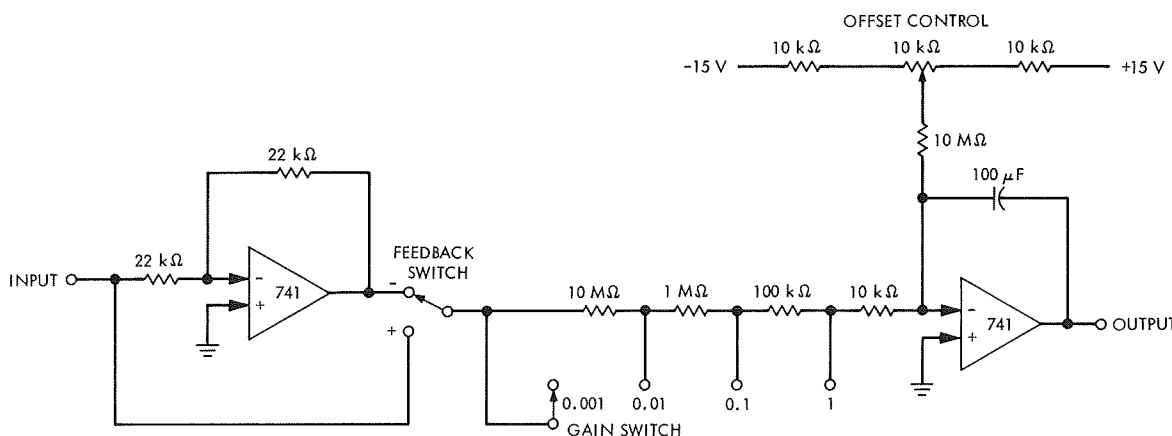 OFFSET CONTROL
10 kΩ 10 kΩ 10 kΩ
-15 V +15 V
10 MΩ
22 kΩ
100 μF
FEEDBACK
SWITCH
INPUT 22 kΩ - 741 + -
10 MΩ 1 MΩ 100 kΩ 10 kΩ - 741 + OUTPUT
+
0.001 0.01 0.1 1
GAIN SWITCH